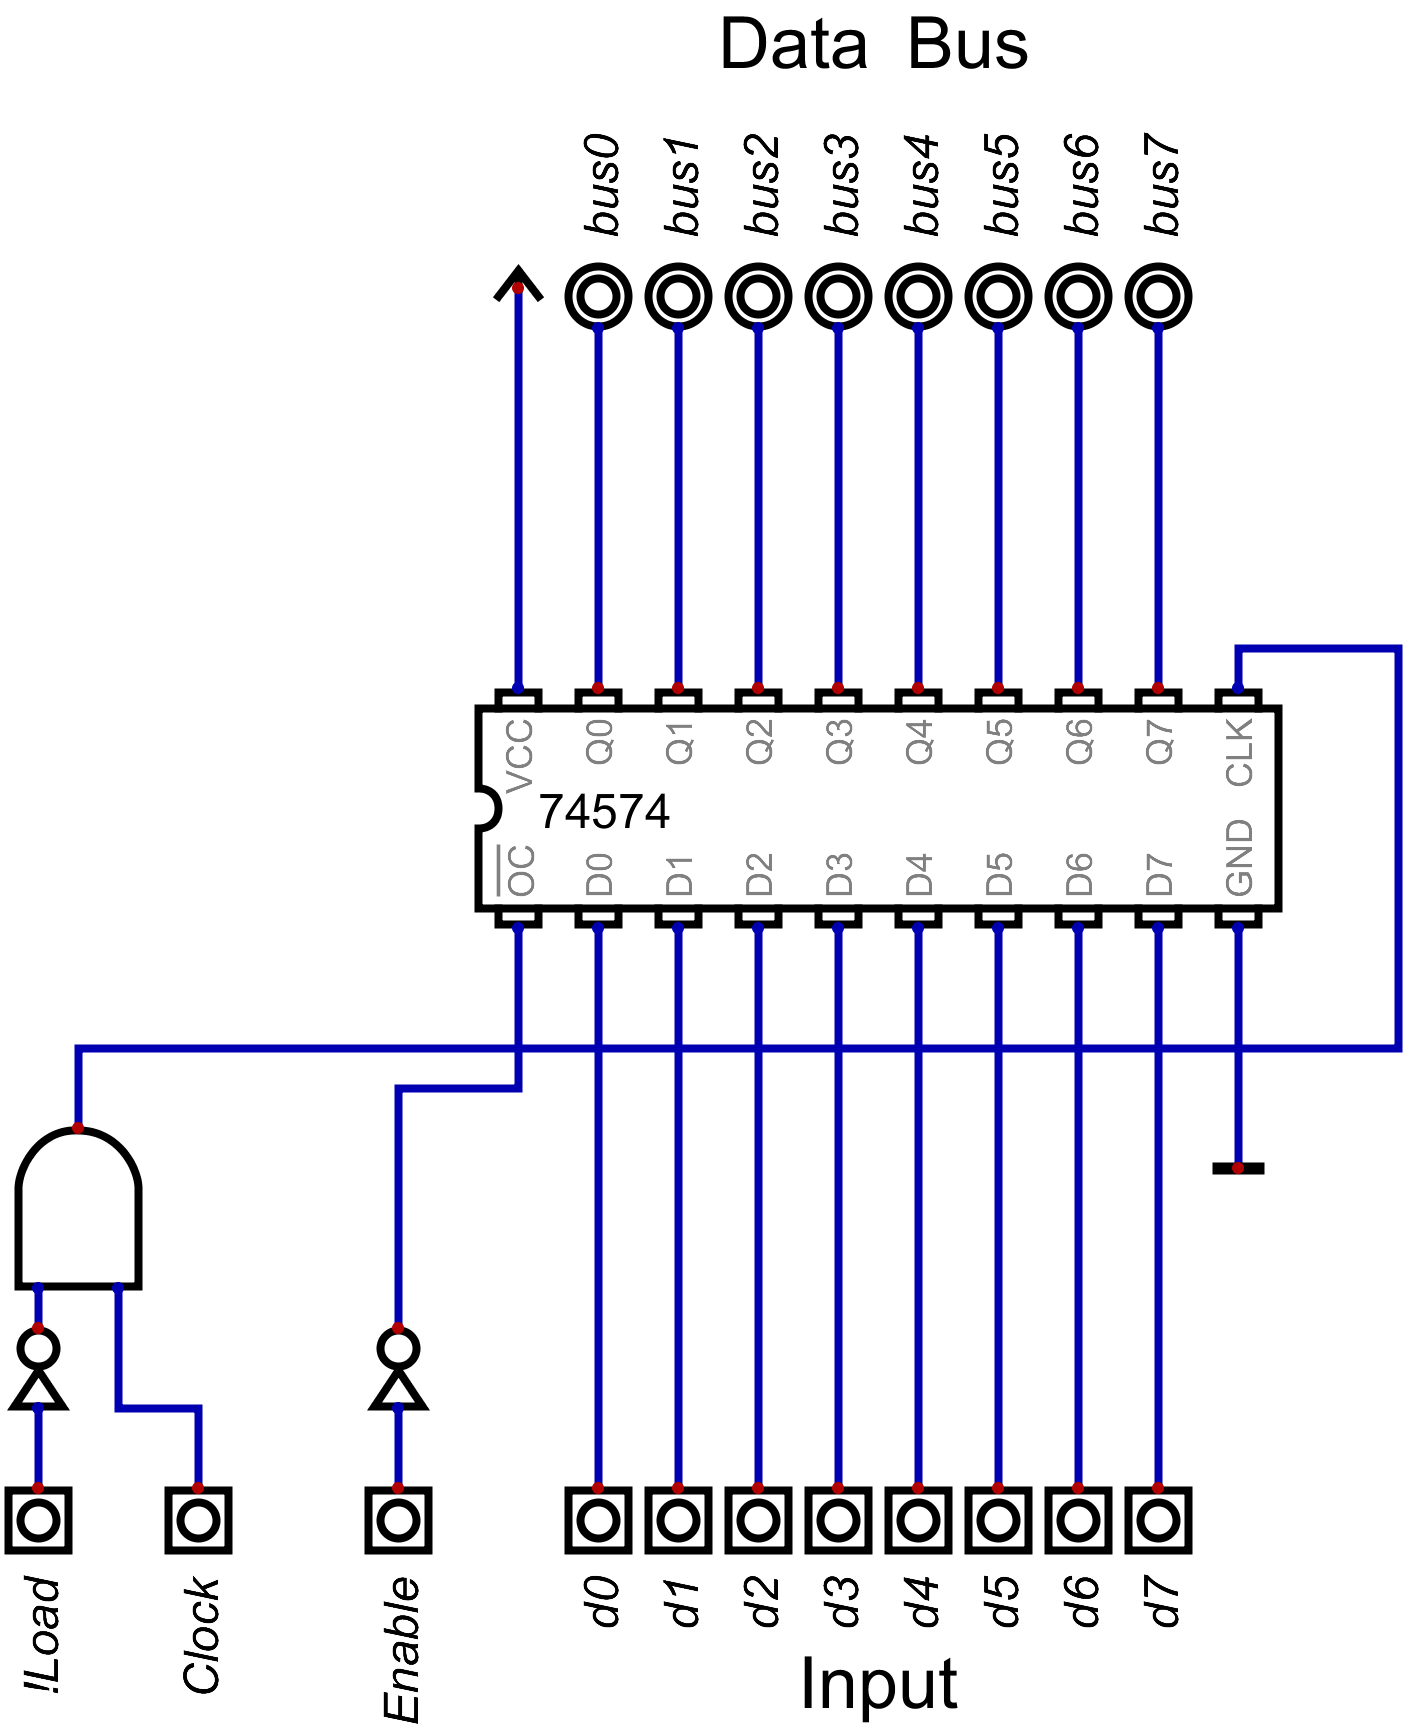 Data Bus
bus0 bus1 bus2 bus3 bus4 bus5 bus6 bus7
VCC Q0 Q1 Q2 Q3 Q4 Q5 Q6 Q7 CLK
74574
OC D0 D1 D2 D3 D4 D5 D6 D7 GND
!Load Clock Enable d0 d1 d2 d3 d4 d5 d6 d7
Input